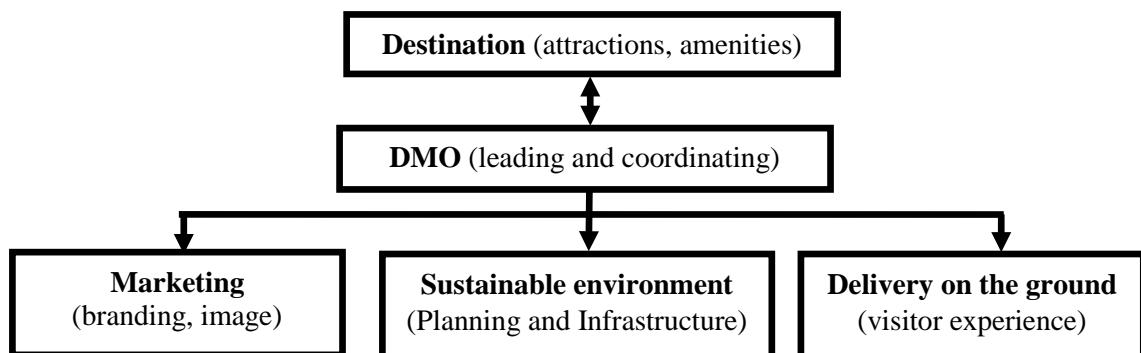 Destination (attractions, amenities)
DMO (leading and coordinating)
Marketing
(branding, image)
Sustainable environment
(Planning and Infrastructure)
Delivery on the ground
(visitor experience)